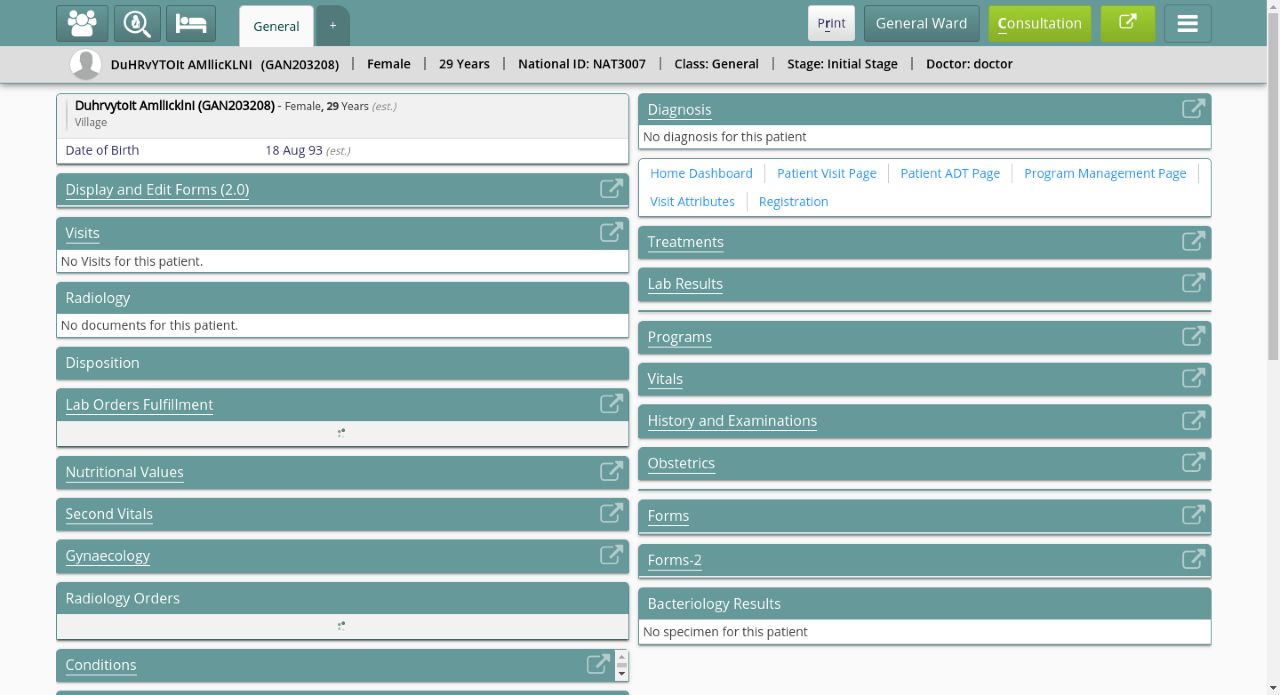 General
+
Print
General Ward
Consultation
DuHRvYTOIt AMIlicKLNI (GAN203208) | Female | 29 Years | National ID: NAT3007 | Class: General | Stage: Initial Stage | Doctor: doctor
Duhrvytoit Amlickni (GAN203208) - Female, 29 Years (est.)
Village
Date of Birth 18 Aug 93 (est.)
Display and Edit Forms (2.0)
Visits
No Visits for this patient.
Radiology
No documents for this patient.
Disposition
Lab Orders Fulfillment
Nutritional Values
Second Vitals
Gynaecology
Radiology Orders
Conditions
Diagnosis
No diagnosis for this patient
Home Dashboard | Patient Visit Page | Patient ADT Page | Program Management Page |
Visit Attributes | Registration
Treatments
Lab Results
Programs
Vitals
History and Examinations
Obstetrics
Forms
Forms-2
Bacteriology Results
No specimen for this patient